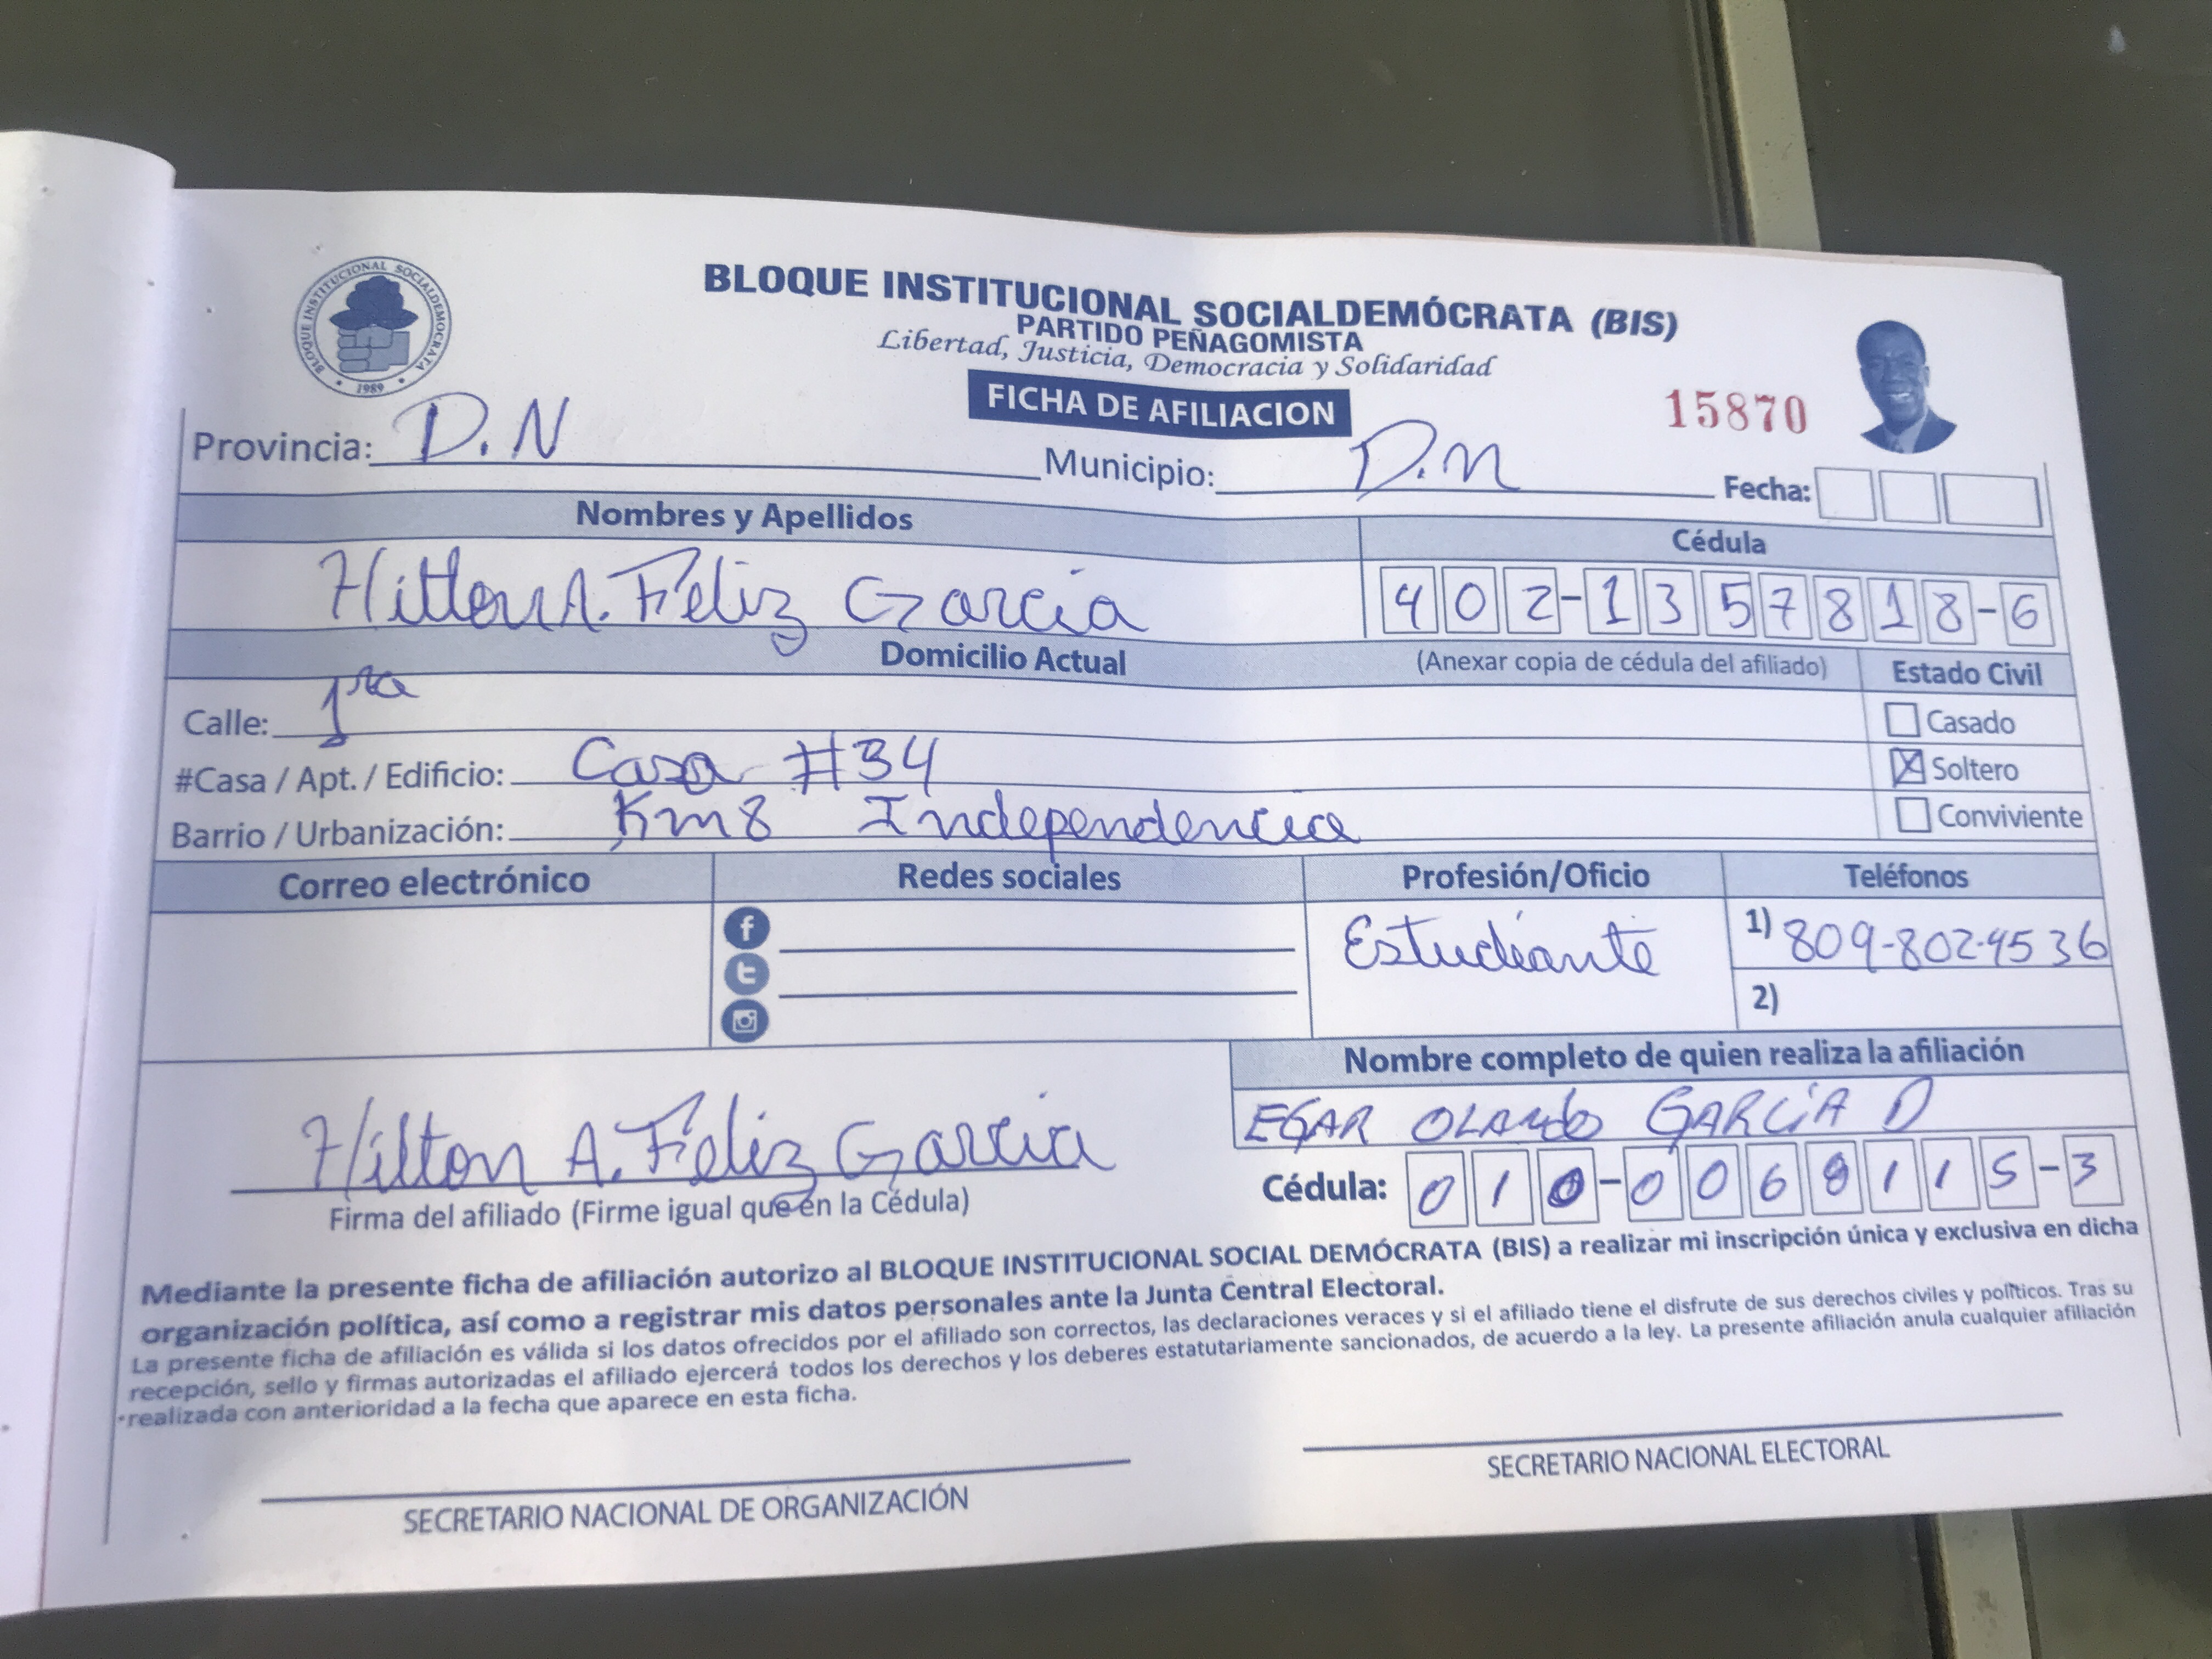 BLOQUE INSTITUCIONAL SOCIALDEMOCRATA
1989
BLOQUE INSTITUCIONAL SOCIALDEMÓCRATA (BIS)
PARTIDO PEÑAGOMISTA
Libertad, Justicia, Democracia y Solidaridad
FICHA DE AFILIACION
15870
Provincia: D.N Municipio: D.N Fecha:
Nombres y Apellidos Cédula
Hilton A. Feliz Garcia 402-1357818-6
Domicilio Actual (Anexar copia de cédula del afiliado) Estado Civil
Calle: 1ra
Casado
#Casa / Apt. / Edificio: Casa #34
Soltero
Barrio / Urbanización: Km8 Independencia
Conviviente
Correo electrónico Redes sociales Profesión/Oficio Teléfonos
Estudiante 1) 809-802-4536
2)
Nombre completo de quien realiza la afiliación
EGAR OLANDO GARCIA D
Hilton A. Feliz Garcia
Firma del afiliado (Firme igual que en la Cédula)
Cédula: 010-0068115-3
Mediante la presente ficha de afiliación autorizo al BLOQUE INSTITUCIONAL SOCIAL DEMÓCRATA (BIS) a realizar mi inscripción única y exclusiva en dicha
organización política, así como a registrar mis datos personales ante la Junta Central Electoral.
La presente ficha de afiliación es válida si los datos ofrecidos por el afiliado son correctos, las declaraciones veraces y si el afiliado tiene el disfrute de sus derechos civiles y políticos. Tras su
recepción, sello y firmas autorizadas el afiliado ejercerá todos los derechos y los deberes estatutariamente sancionados, de acuerdo a la ley. La presente afiliación anula cualquier afiliación
realizada con anterioridad a la fecha que aparece en esta ficha.
SECRETARIO NACIONAL DE ORGANIZACIÓN
SECRETARIO NACIONAL ELECTORAL